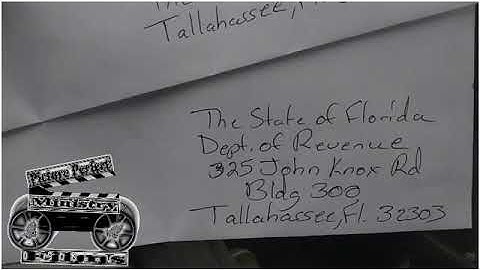 The
Tallahassee, Fl.
The State of Florida
Dept. of Revenue
325 John Knox Rd
Bldg 300
Tallahassee, Fl. 32303
Picture Perfect
Ministry
Films